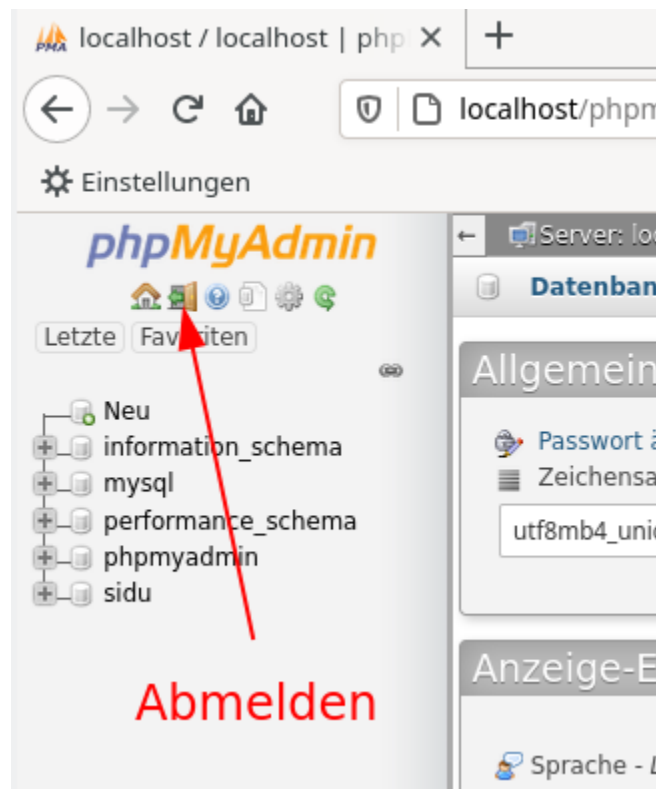 localhost / localhost | php
localhost/phpm
Einstellungen
phpMyAdmin
Letzte Favoriten
Neu
information_schema
mysql
performance_schema
phpmyadmin
sidu
Abmelden
Server: lo
Datenban
Allgemein
Passwort ä
Zeichensa
utf8mb4_uni
Anzeige-E
Sprache - L